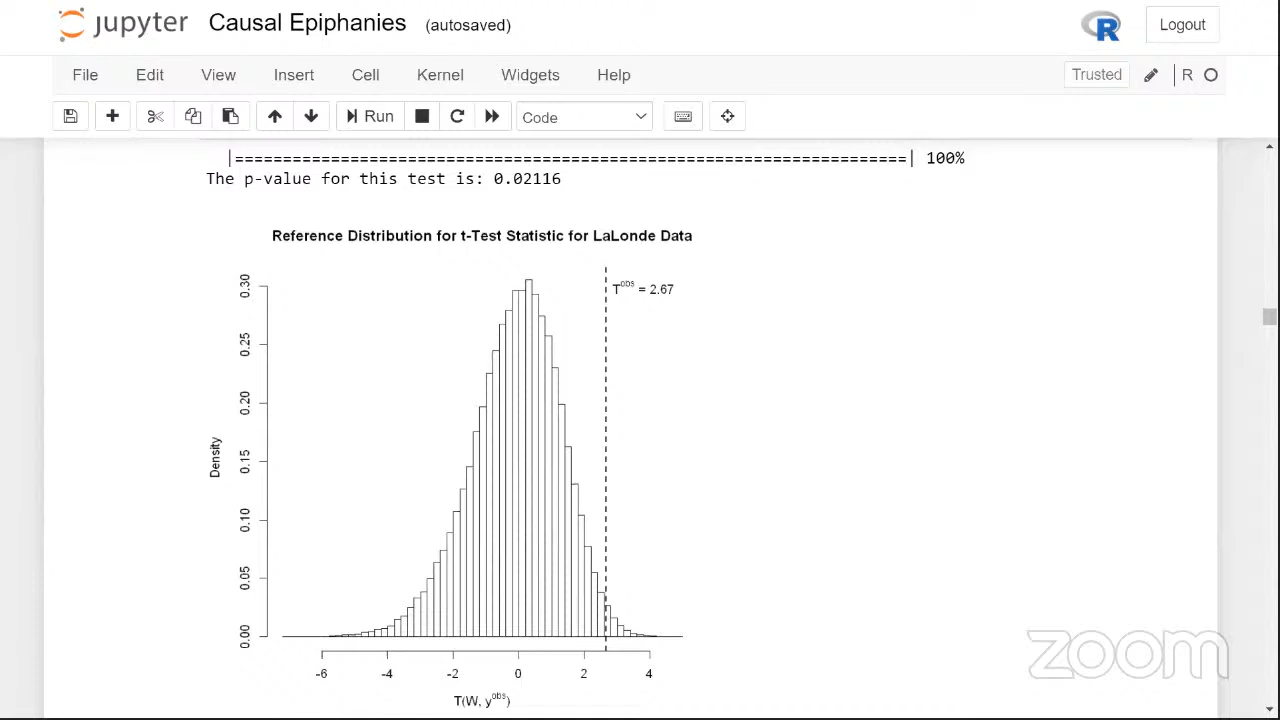 jupyter Causal Epiphanies (autosaved)
Logout
File Edit View Insert Cell Kernel Widgets Help
Trusted R
Run Code
|======================================================================| 100%
The p-value for this test is: 0.02116
Reference Distribution for t-Test Statistic for LaLonde Data
T^obs = 2.67
Density
0.30
0.25
0.20
0.15
0.10
0.05
0.00
-6 -4 -2 0 2 4
T(W, y^obs)
zoom